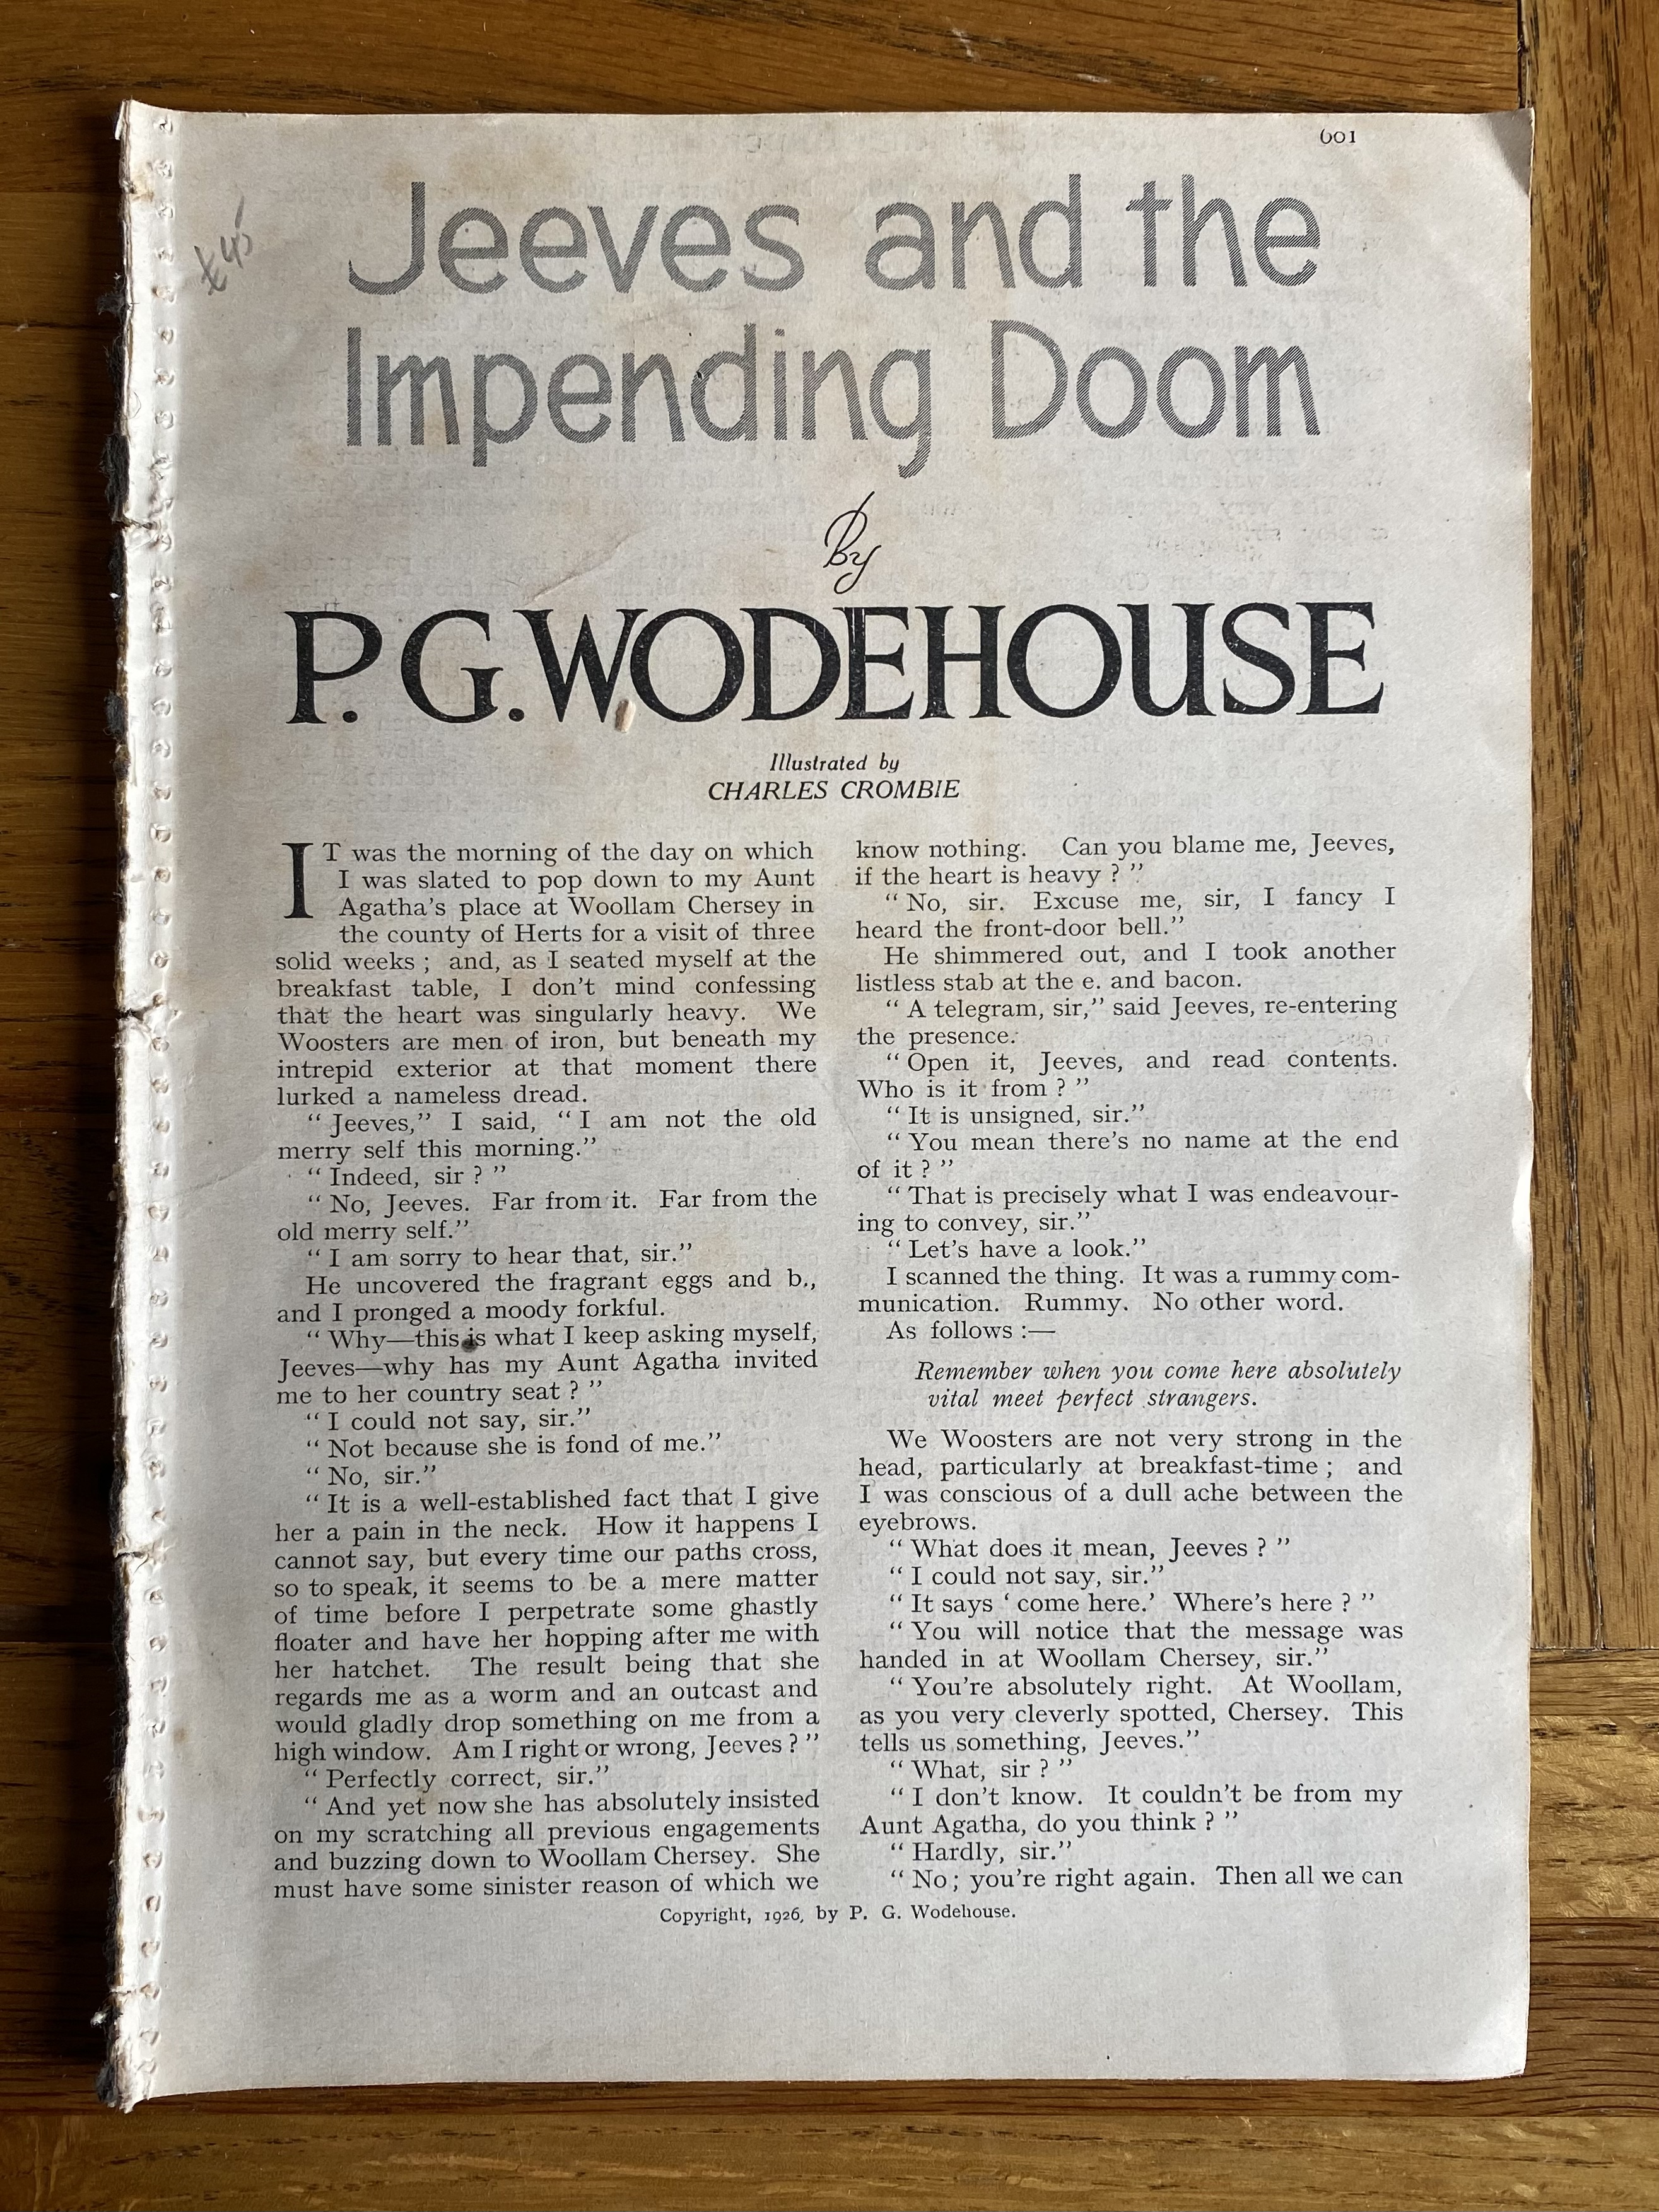 601
£45
Jeeves and the
Impending Doom
By
P. G. WODEHOUSE
Illustrated by
CHARLES CROMBIE
IT was the morning of the day on which
I was slated to pop down to my Aunt
Agatha's place at Woollam Chersey in
the county of Herts for a visit of three
solid weeks ; and, as I seated myself at the
breakfast table, I don't mind confessing
that the heart was singularly heavy. We
Woosters are men of iron, but beneath my
intrepid exterior at that moment there
lurked a nameless dread.
“ Jeeves,” I said, “ I am not the old
merry self this morning.”
“ Indeed, sir ? ”
“ No, Jeeves. Far from it. Far from the
old merry self.”
“ I am sorry to hear that, sir.”
He uncovered the fragrant eggs and b.,
and I pronged a moody forkful.
“ Why—this is what I keep asking myself,
Jeeves—why has my Aunt Agatha invited
me to her country seat ? ”
“ I could not say, sir.”
“ Not because she is fond of me.”
“ No, sir.”
“ It is a well-established fact that I give
her a pain in the neck. How it happens I
cannot say, but every time our paths cross,
so to speak, it seems to be a mere matter
of time before I perpetrate some ghastly
floater and have her hopping after me with
her hatchet. The result being that she
regards me as a worm and an outcast and
would gladly drop something on me from a
high window. Am I right or wrong, Jeeves ? ”
“ Perfectly correct, sir.”
“ And yet now she has absolutely insisted
on my scratching all previous engagements
and buzzing down to Woollam Chersey. She
must have some sinister reason of which we
know nothing. Can you blame me, Jeeves,
if the heart is heavy ? ”
“ No, sir. Excuse me, sir, I fancy I
heard the front-door bell.”
He shimmered out, and I took another
listless stab at the e. and bacon.
“ A telegram, sir,” said Jeeves, re-entering
the presence.
“ Open it, Jeeves, and read contents.
Who is it from ? ”
“ It is unsigned, sir.”
“ You mean there's no name at the end
of it ? ”
“ That is precisely what I was endeavour-
ing to convey, sir.”
“ Let's have a look.”
I scanned the thing. It was a rummy com-
munication. Rummy. No other word.
As follows :—
Remember when you come here absolutely
vital meet perfect strangers.
We Woosters are not very strong in the
head, particularly at breakfast-time ; and
I was conscious of a dull ache between the
eyebrows.
“ What does it mean, Jeeves ? ”
“ I could not say, sir.”
“ It says ‘ come here.’ Where's here ? ”
“ You will notice that the message was
handed in at Woollam Chersey, sir.”
“ You're absolutely right. At Woollam,
as you very cleverly spotted, Chersey. This
tells us something, Jeeves.”
“ What, sir ? ”
“ I don't know. It couldn't be from my
Aunt Agatha, do you think ? ”
“ Hardly, sir.”
“ No ; you're right again. Then all we can
Copyright, 1926, by P. G. Wodehouse.